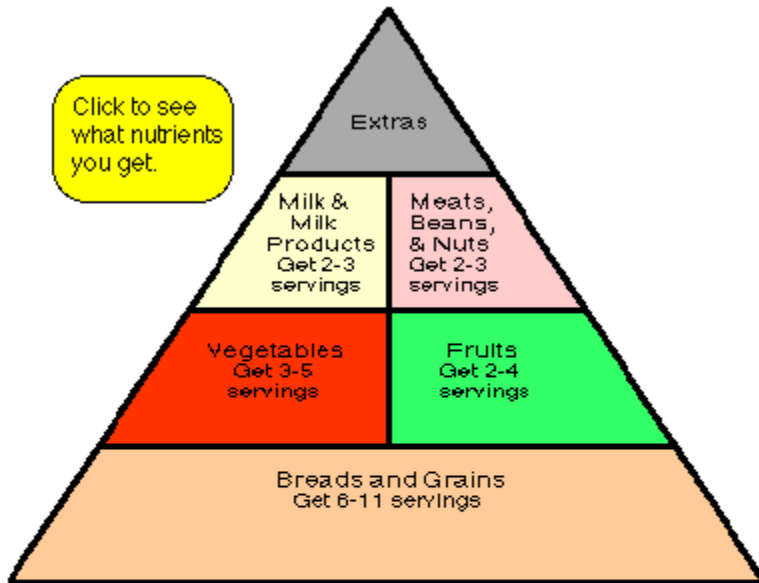 Click to see
what nutrients
you get.
Extras
Milk &
Milk
Products
Get 2-3
servings
Meats,
Beans,
& Nuts
Get 2-3
servings
Vegetables
Get 3-5
servings
Fruits
Get 2-4
servings
Breads and Grains
Get 6-11 servings